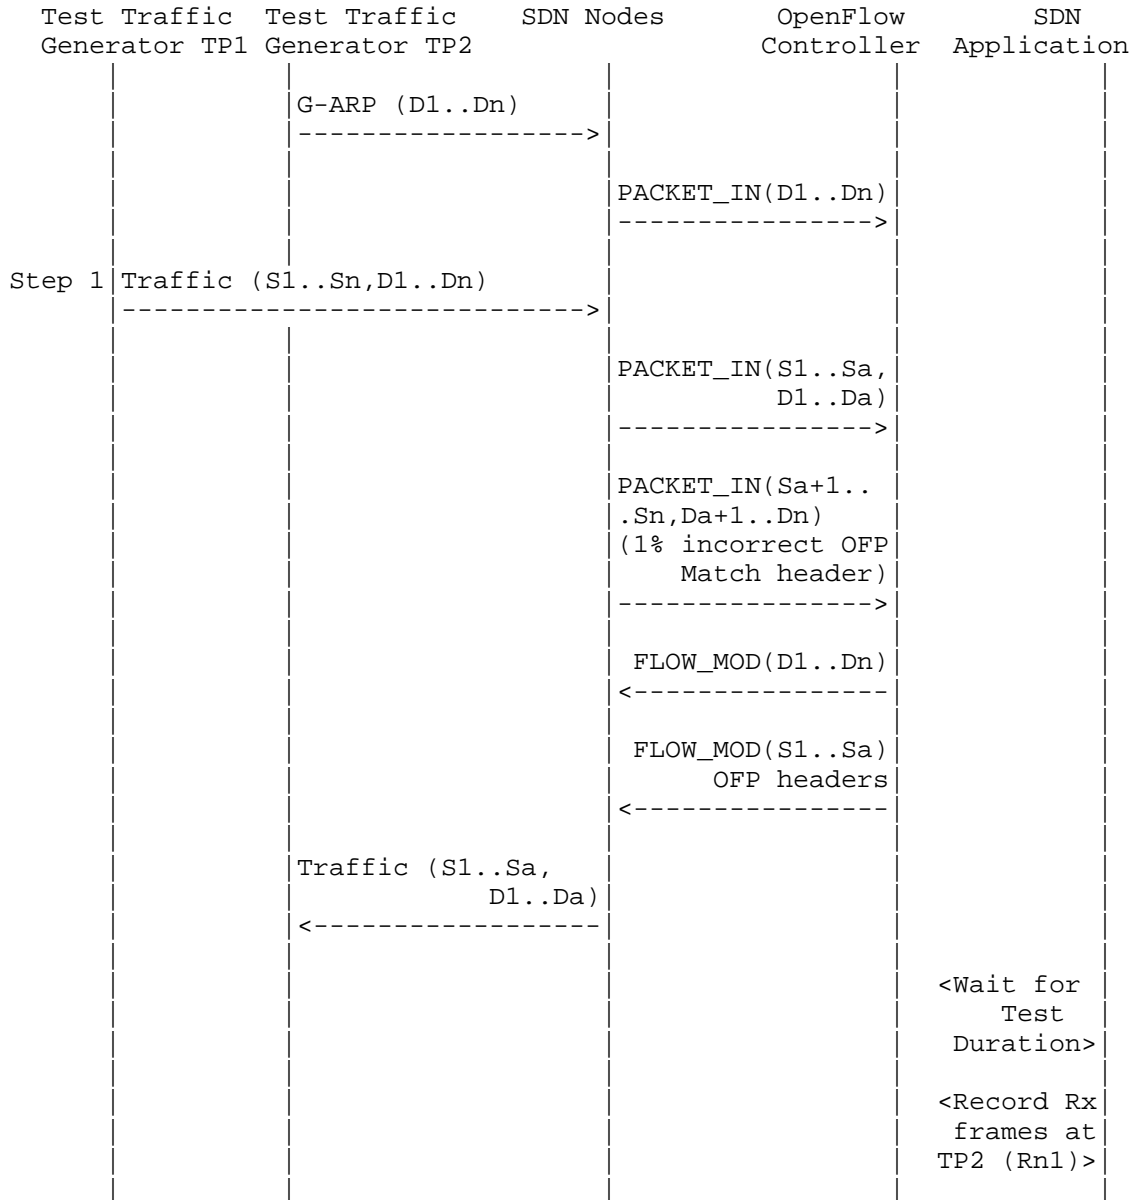 Test Traffic Test Traffic SDN Nodes OpenFlow SDN
Generator TP1 Generator TP2 Controller Application
G-ARP (D1..Dn)
------------------>
PACKET_IN(D1..Dn)
---------------->
Step 1 Traffic (S1..Sn,D1..Dn)
----------------------------->
PACKET_IN(S1..Sa,
D1..Da)
---------------->
PACKET_IN(Sa+1..
.Sn,Da+1..Dn)
(1% incorrect OFP
Match header)
---------------->
FLOW_MOD(D1..Dn)
<----------------
FLOW_MOD(S1..Sa)
OFP headers
<----------------
Traffic (S1..Sa,
D1..Da)
<------------------
<Wait for
Test
Duration>
<Record Rx
frames at
TP2 (Rn1)>